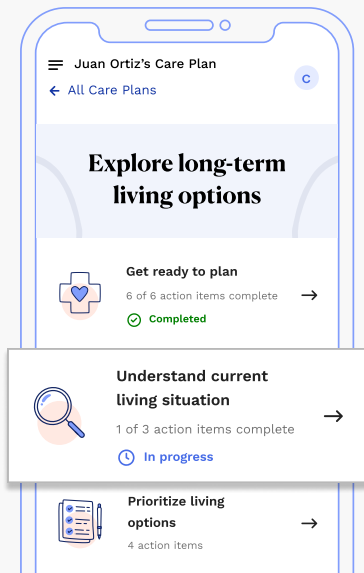 Juan Ortiz’s Care Plan
C
← All Care Plans
Explore long-term
living options
Get ready to plan
6 of 6 action items complete
Completed
Understand current
living situation
1 of 3 action items complete
In progress
Prioritize living
options
4 action items